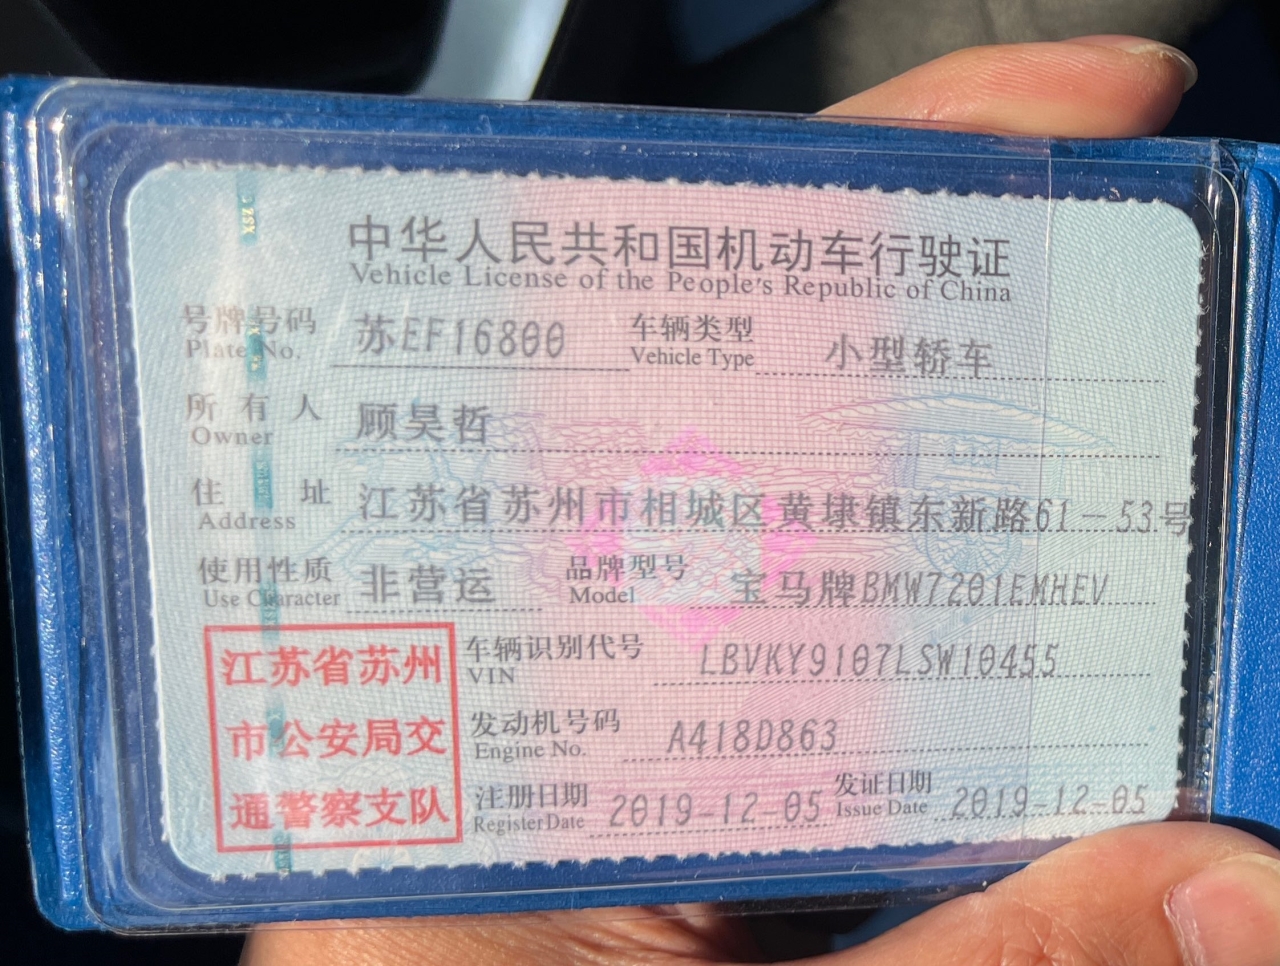 中华人民共和国机动车行驶证
Vehicle License of the People's Republic of China
号牌号码 苏EF16800 车辆类型 小型轿车
Plate No. Vehicle Type
所有人 顾昊哲
Owner
住址 江苏省苏州市相城区黄埭镇东新路61-53号
Address
使用性质 非营运 品牌型号 宝马牌BMW7201EMHEV
Use Character Model
江苏省苏州
市公安局交
通警察支队
车辆识别代号 LBVKY9107LSW10455
VIN
发动机号码 A418D863
Engine No.
注册日期 2019-12-05 发证日期 2019-12-05
Register Date Issue Date